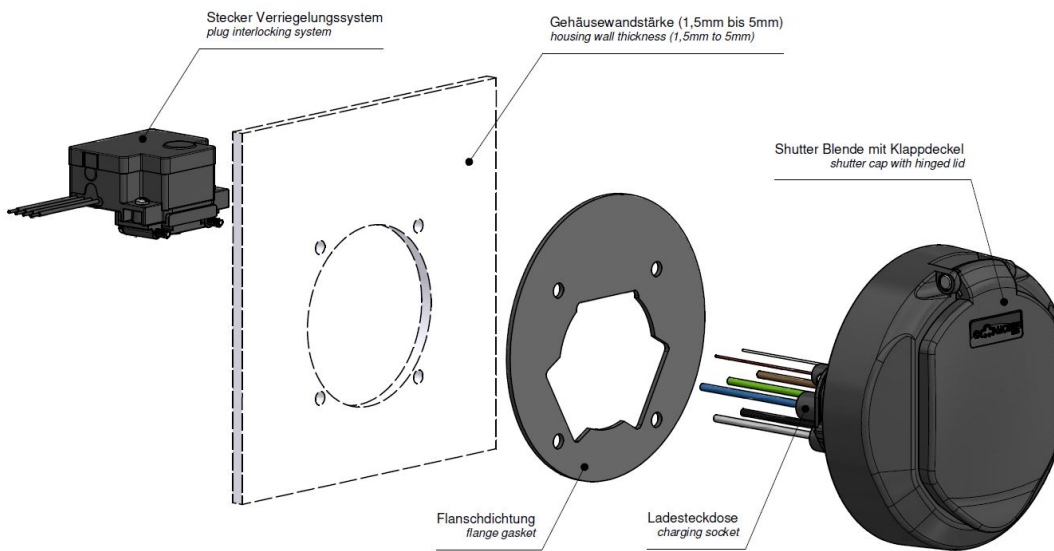 Stecker Verriegelungssystem
plug interlocking system
Gehäusewandstärke (1,5mm bis 5mm)
housing wall thickness (1,5mm to 5mm)
Shutter Blende mit Klappdeckel
shutter cap with hinged lid
Flanschdichtung
flange gasket
Ladesteckdose
charging socket